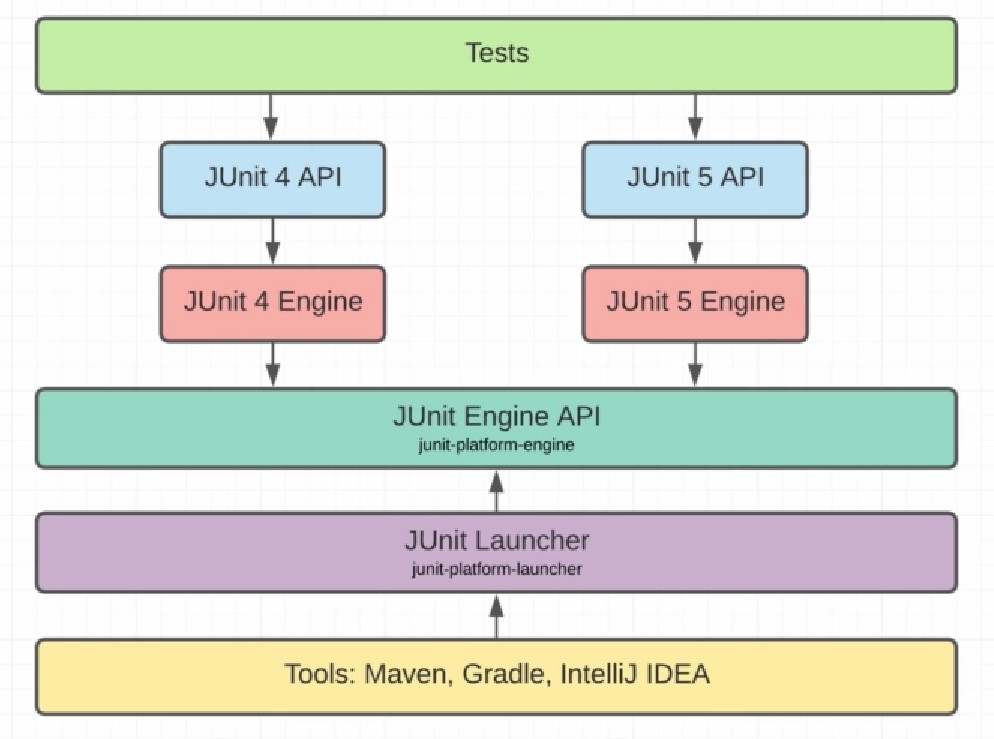 Tests
JUnit 4 API
JUnit 5 API
JUnit 4 Engine
JUnit 5 Engine
JUnit Engine API
junit-platform-engine
JUnit Launcher
junit-platform-launcher
Tools: Maven, Gradle, IntelliJ IDEA